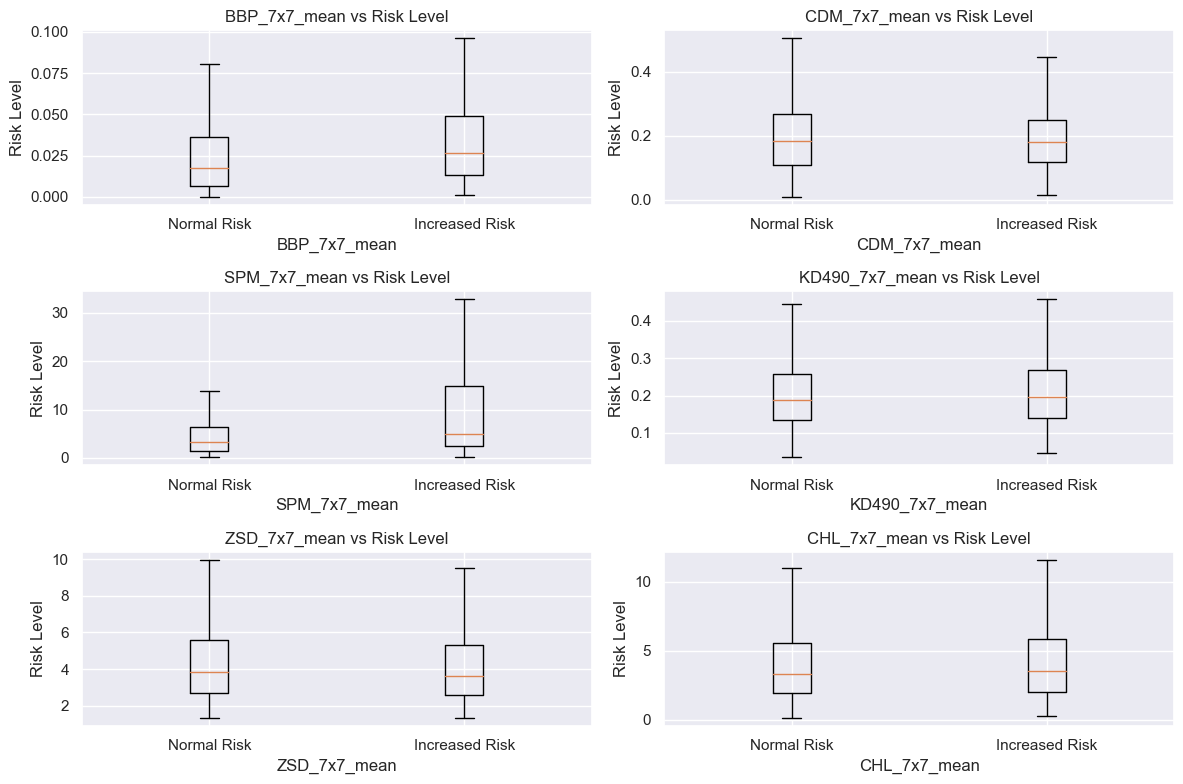 BBP_7x7_mean vs Risk Level
0.100
0.075
0.050
0.025
0.000
Risk Level
Normal Risk
Increased Risk
BBP_7x7_mean
CDM_7x7_mean vs Risk Level
0.4
0.2
0.0
Risk Level
Normal Risk
Increased Risk
CDM_7x7_mean
SPM_7x7_mean vs Risk Level
30
20
10
0
Risk Level
Normal Risk
Increased Risk
SPM_7x7_mean
KD490_7x7_mean vs Risk Level
0.4
0.3
0.2
0.1
Risk Level
Normal Risk
Increased Risk
KD490_7x7_mean
ZSD_7x7_mean vs Risk Level
10
8
6
4
2
Risk Level
Normal Risk
Increased Risk
ZSD_7x7_mean
CHL_7x7_mean vs Risk Level
10
5
0
Risk Level
Normal Risk
Increased Risk
CHL_7x7_mean